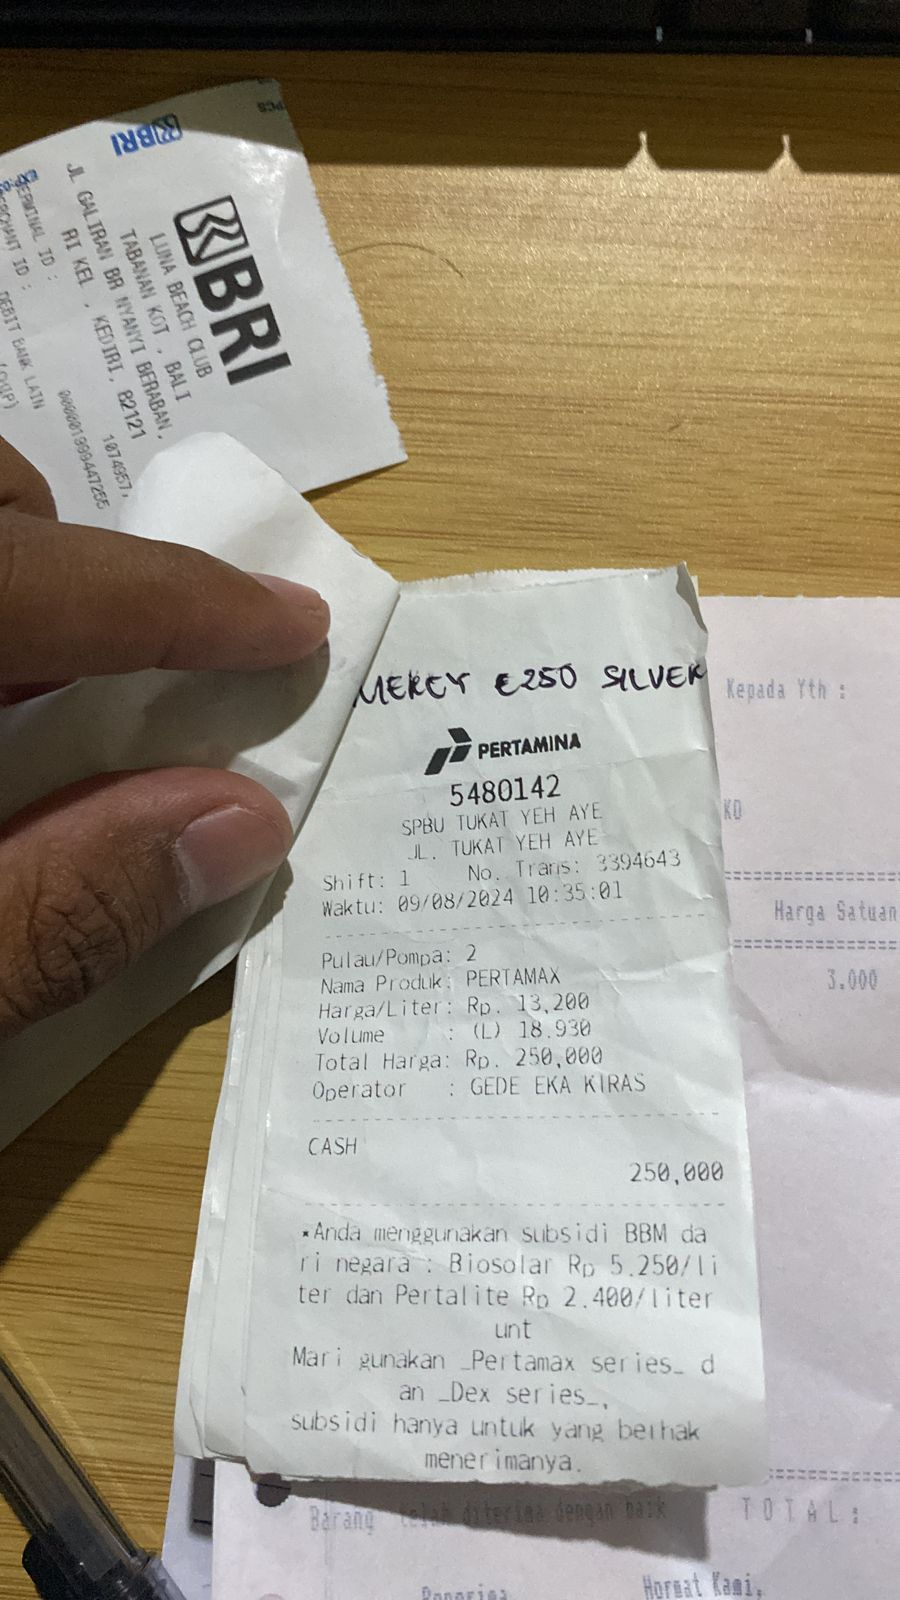 BRI
BRI
LUNA BEACH CLUB
TABANAN KOT , BALI
JL GALIRAN BR NYANYI BERABAN,
RI KEL , KEDIRI, 82121
TERMINAL ID : 1074957,
MERCHANT ID : 000001999447255
DEBIT BANK LAIN
MERCY E250 SILVER
PERTAMINA
5480142
SPBU TUKAT YEH AYE
JL. TUKAT YEH AYE
Shift: 1 No. Trans: 3394643
Waktu: 09/08/2024 10:35:01
Pulau/Pompa: 2
Nama Produk: PERTAMAX
Harga/Liter: Rp. 13,200
Volume : (L) 18.930
Total Harga: Rp. 250,000
Operator : GEDE EKA KIRAS
CASH
250,000
*Anda menggunakan subsidi BBM da
ri negara : Biosolar Rp 5.250/li
ter dan Pertalite Rp 2.400/liter
unt
Mari gunakan _Pertamax series_ d
an _Dex series_,
subsidi hanya untuk yang berhak
menerimanya.
Kepada Yth :
KO
Harga Satuan
3.000
Barang telah diterima dengan baik
TOTAL:
Penerima
Hormat Kami,